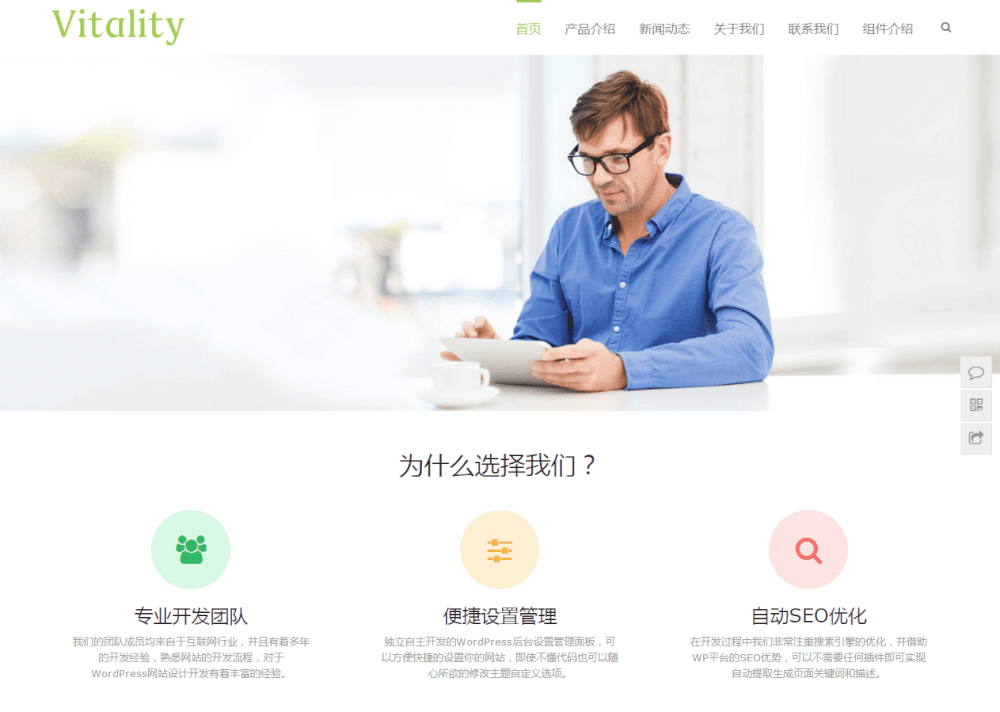 Vitality
首页 产品介绍 新闻动态 关于我们 联系我们 组件介绍
为什么选择我们？
专业开发团队
我们的团队成员均来自于互联网行业，并且有着多年
的开发经验，熟悉网站的开发流程，对于
WordPress网站设计开发有着丰富的经验。
便捷设置管理
独立自主开发的WordPress后台设置管理面板，可
以方便快捷的设置你的网站，即使不懂代码也可以随
心所欲的修改主题自定义选项。
自动SEO优化
在开发过程中我们非常注重搜索引擎的优化，并借助
WP平台的SEO优势，可以不需要任何插件即可实现
自动提取生成页面关键词和描述。